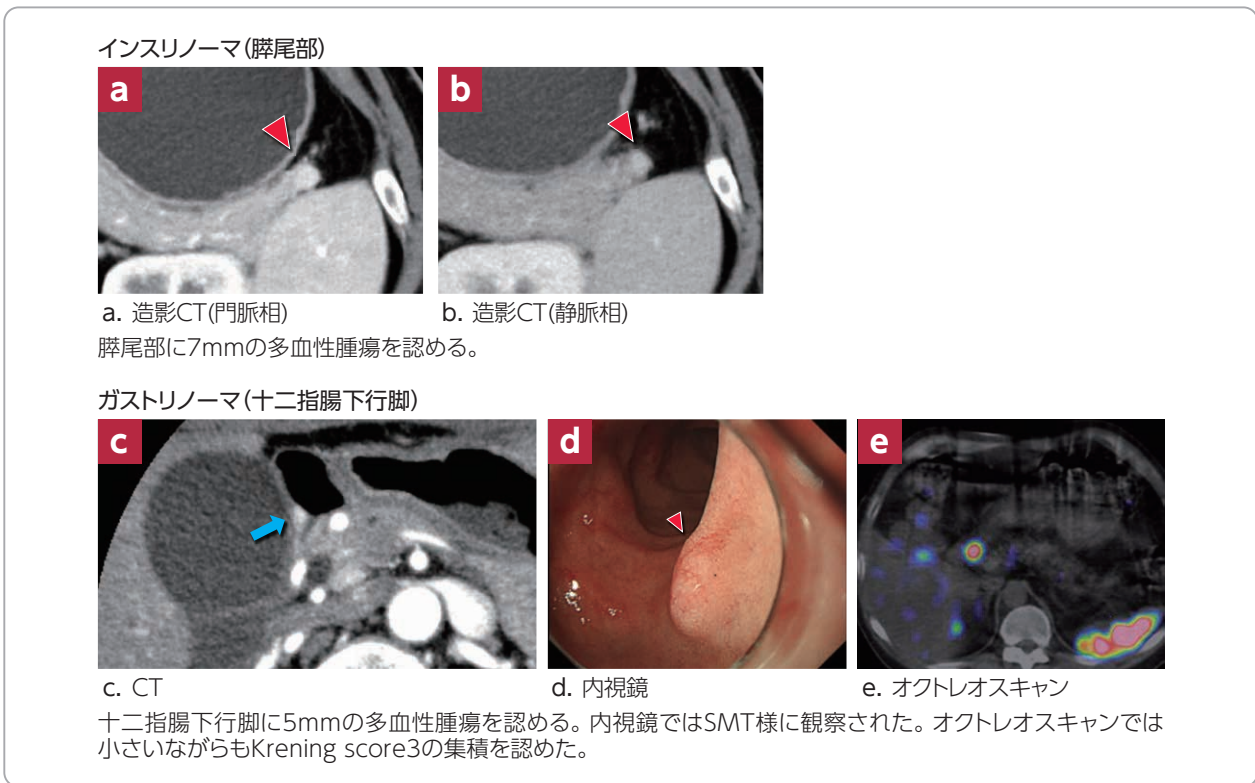 インスリノーマ（膵尾部）
a
b
a. 造影CT(門脈相)
b. 造影CT(静脈相)
膵尾部に7mmの多血性腫瘍を認める。
ガストリノーマ（十二指腸下行脚）
c
d
e
c. CT
d. 内視鏡
e. オクトレオスキャン
十二指腸下行脚に5mmの多血性腫瘍を認める。内視鏡ではSMT様に観察された。オクトレオスキャンでは
小さいながらもKrening score3の集積を認めた。